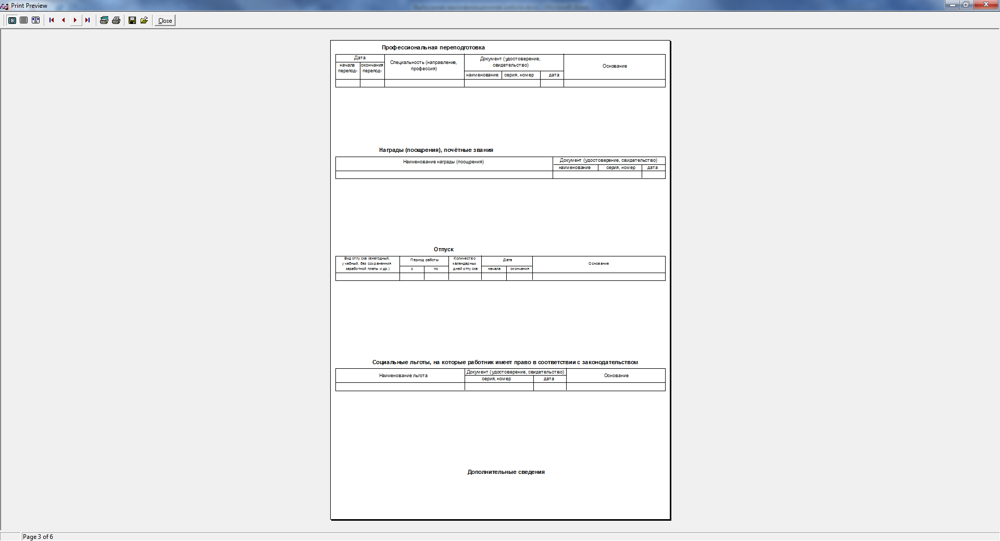 Print Preview
Close
Профессиональная переподготовка
Дата
начала перепод-
окончания перепод-
Специальность (направление,
профессия)
Документ (удостоверение,
свидетельство)
наименование
серия, номер
дата
Основание
Награды (поощрения), почётные звания
Наименование награды (поощрения)
Документ (удостоверение, свидетельство)
наименование
серия, номер
дата
Отпуск
Вид отпуска (ежегодный,
учебный, без сохранения
заработной платы и др.)
Период работы
с
по
Количество
календарных
дней отпуска
Дата
начала
окончания
Основание
Социальные льготы, на которые работник имеет право в соответствии с законодательством
Наименование льгота
Документ (удостоверение, свидетельство)
серия, номер
дата
Основание
Дополнительные сведения
Page 3 of 6